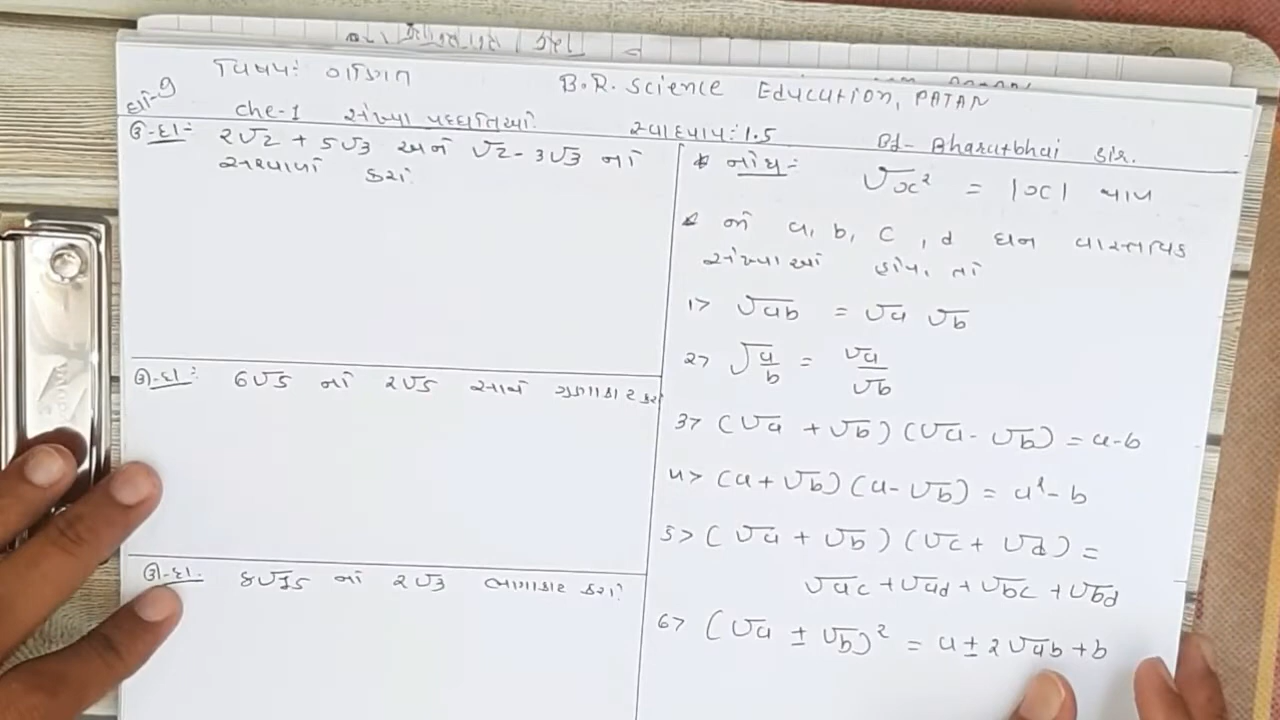 વિષય: ગણિત
B.R. Science Education, PATAN
ધો-9
che-1 સંખ્યા પદ્ધતિઓ.
સ્વાધ્યાય: 1.5
By- Bharatbhai sir.
ઉ-દા:- 2√2 + 5√3 અને √2 - 3√3 નો
સરવાળો કરો.
ઉ-દા: 6√5 નો 2√5 સાથે ગુણાકાર કરો
ઉ-દા. 8√15 નો 2√3 ભાગાકાર કરો.
* નોંધ:- √x² = |x| થાય
* જો a, b, c, d ધન વાસ્તવિક
સંખ્યાઓ હોય, તો
1> √ab = √a √b
2> √a/b = √a/√b
3> (√a + √b) (√a - √b) = a-b
4> (a + √b) (a - √b) = a² - b
5> (√a + √b) (√c + √d) =
√ac + √ad + √bc + √bd
6> (√a ± √b)² = a ± 2√ab + b